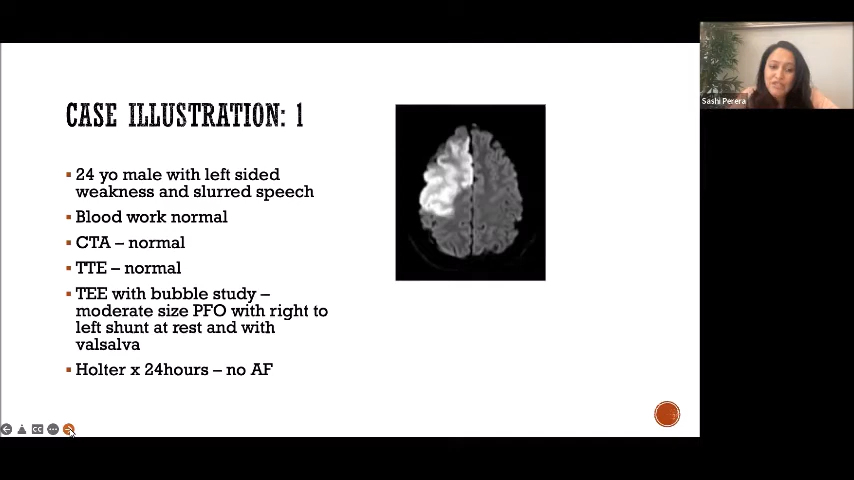 Sashi Perera
CASE ILLUSTRATION: 1
24 yo male with left sided
weakness and slurred speech
Blood work normal
CTA – normal
TTE – normal
TEE with bubble study –
moderate size PFO with right to
left shunt at rest and with
valsalva
Holter x 24hours – no AF
CC